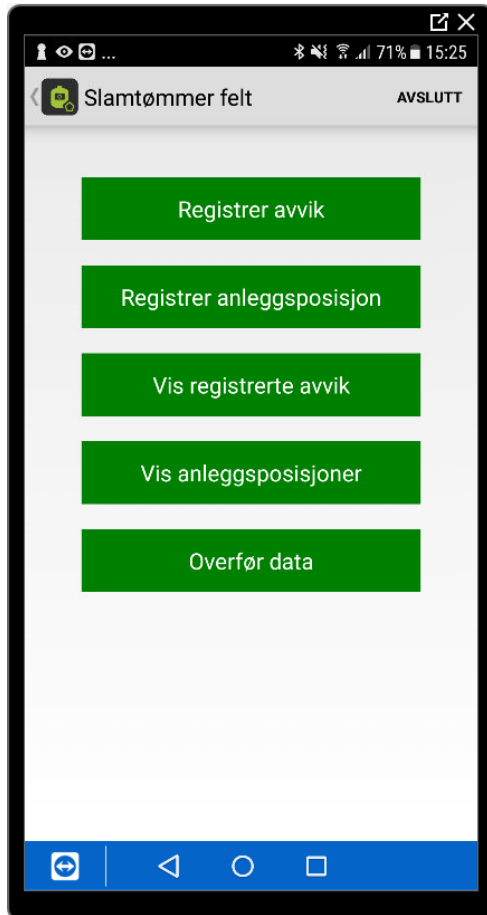 ... 71% 15:25
Slamtømmer felt AVSLUTT
Registrer avvik
Registrer anleggsposisjon
Vis registrerte avvik
Vis anleggsposisjoner
Overfør data